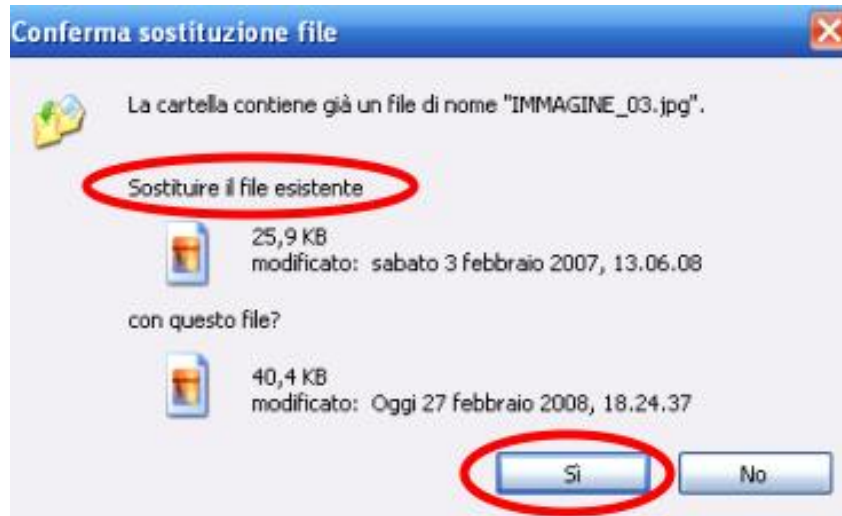 Conferma sostituzione file
La cartella contiene già un file di nome "IMMAGINE_03.jpg".
Sostituire il file esistente
25,9 KB
modificato: sabato 3 febbraio 2007, 13.06.08
con questo file?
40,4 KB
modificato: Oggi 27 febbraio 2008, 18.24.37
Sì No